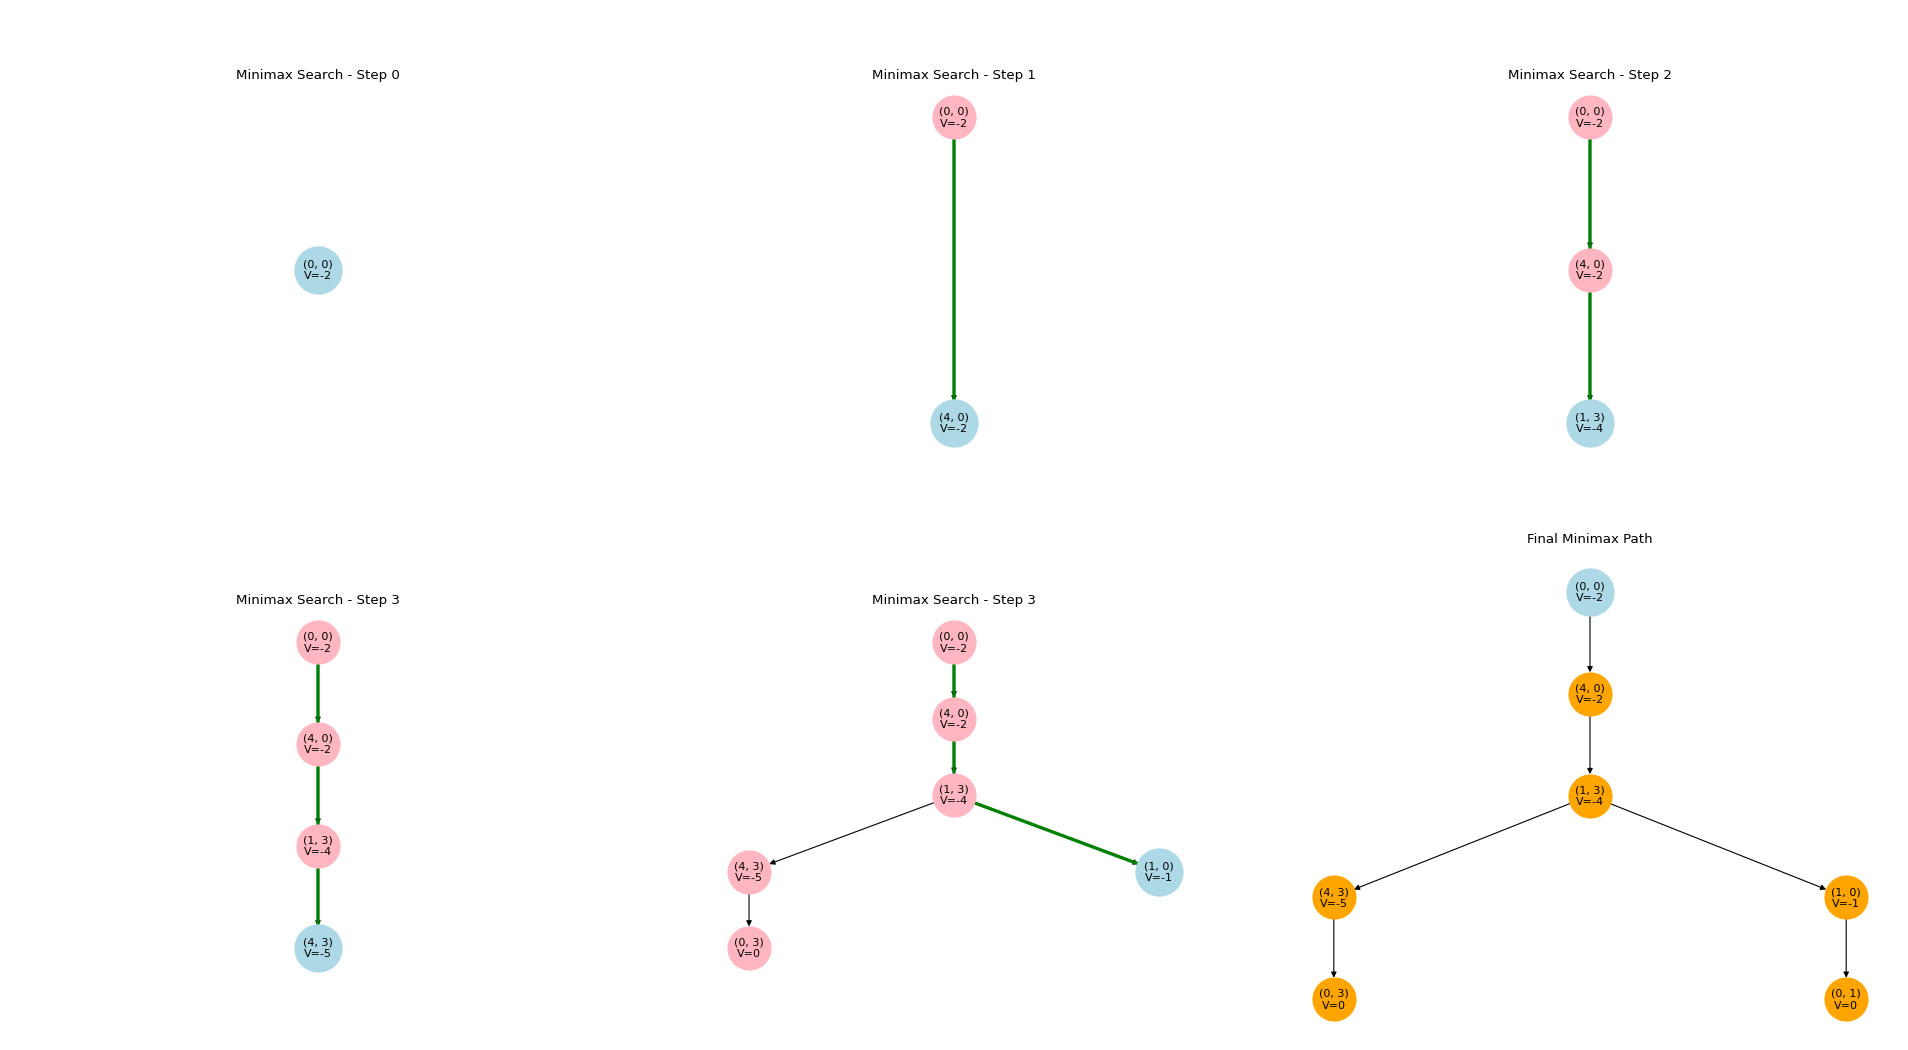 Minimax Search - Step 0
(0, 0)
V=-2
Minimax Search - Step 1
(0, 0)
V=-2
(4, 0)
V=-2
Minimax Search - Step 2
(0, 0)
V=-2
(4, 0)
V=-2
(1, 3)
V=-4
Minimax Search - Step 3
(0, 0)
V=-2
(4, 0)
V=-2
(1, 3)
V=-4
(4, 3)
V=-5
Minimax Search - Step 3
(0, 0)
V=-2
(4, 0)
V=-2
(1, 3)
V=-4
(4, 3)
V=-5
(1, 0)
V=-1
(0, 3)
V=0
Final Minimax Path
(0, 0)
V=-2
(4, 0)
V=-2
(1, 3)
V=-4
(4, 3)
V=-5
(1, 0)
V=-1
(0, 3)
V=0
(0, 1)
V=0